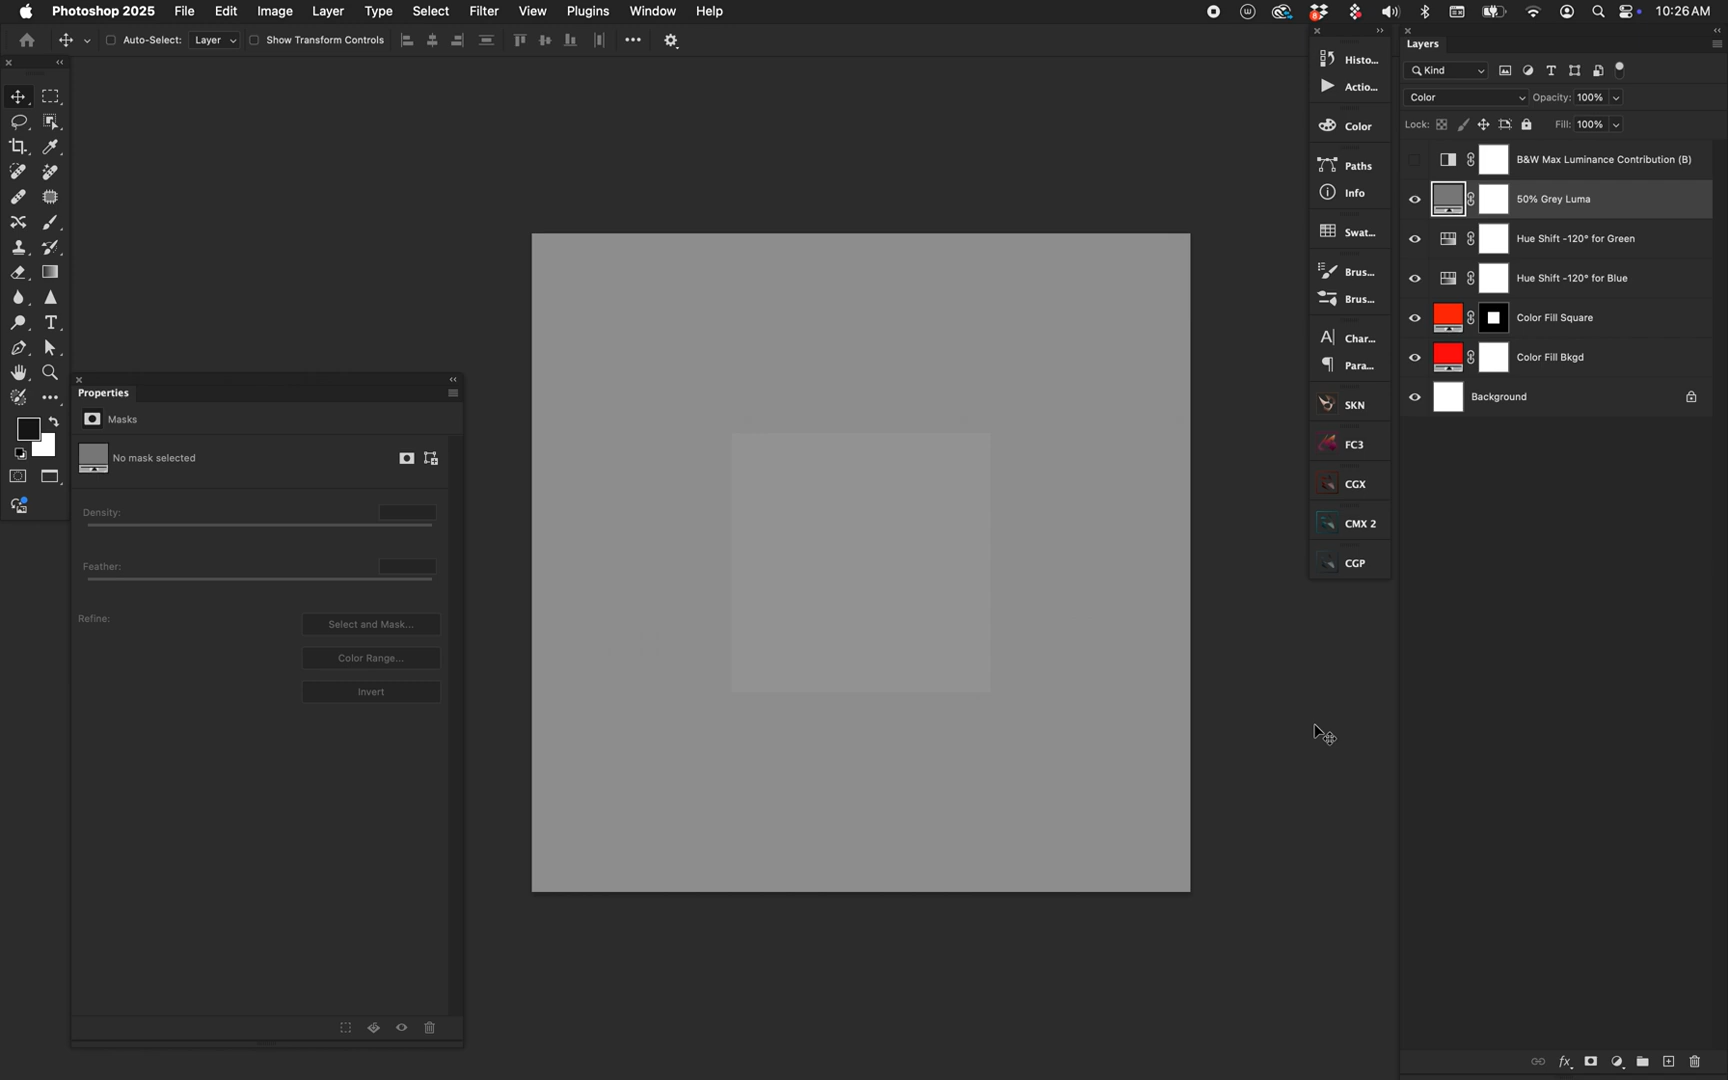 Photoshop 2025 File Edit Image Layer Type Select Filter View Plugins Window Help 8 10:26 AM
Auto-Select: Layer Show Transform Controls
Properties
Masks
No mask selected
Density:
Feather:
Refine:
Select and Mask...
Color Range...
Invert
Histo...
Actio...
Color
Paths
Info
Swat...
Brus...
Brus...
Char...
Para...
SKN
FC3
CGX
CMX 2
CGP
Layers
Kind
Color Opacity: 100%
Lock: Fill: 100%
B&W Max Luminance Contribution (B)
50% Grey Luma
Hue Shift -120° for Green
Hue Shift -120° for Blue
Color Fill Square
Color Fill Bkgd
Background
fx